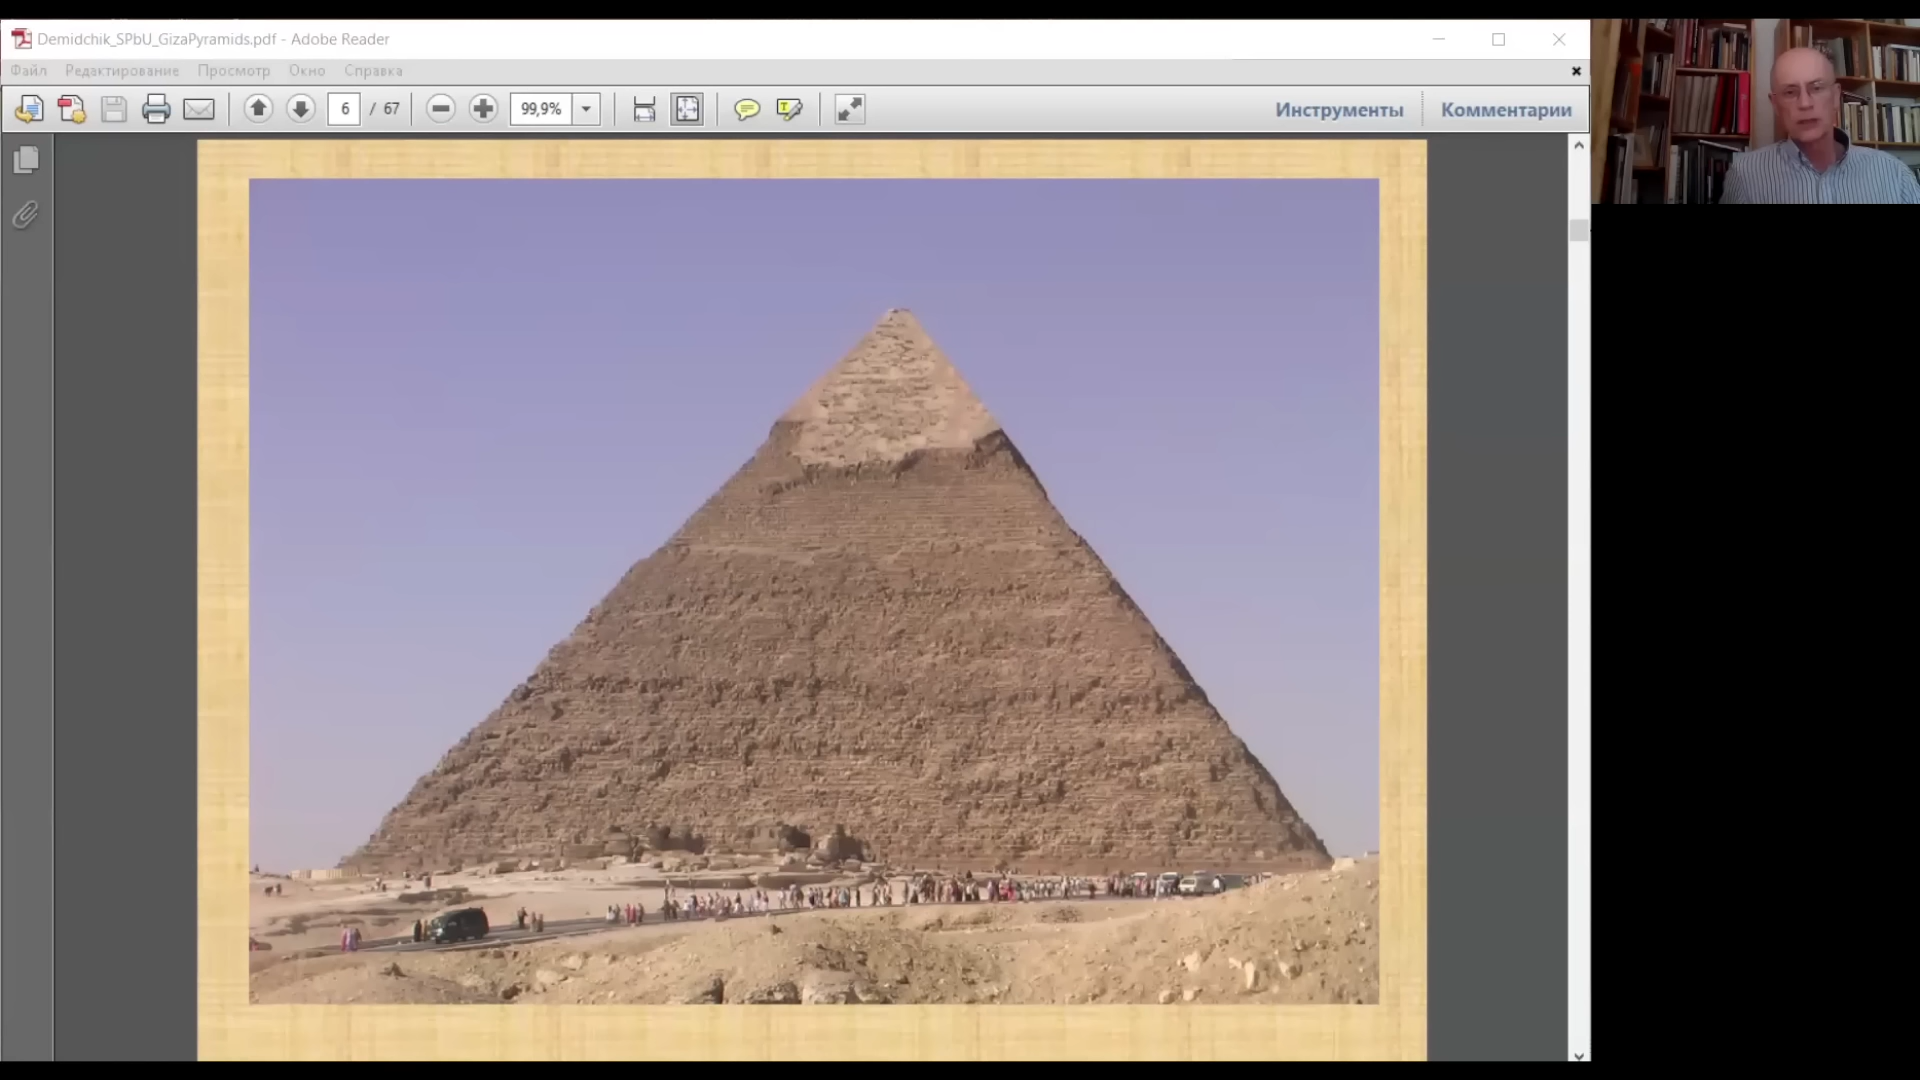 Demidchik_SPbU_GizaPyramids.pdf - Adobe Reader
Файл Редактирование Просмотр Окно Справка
6 / 67 99,9% Инструменты Комментарии